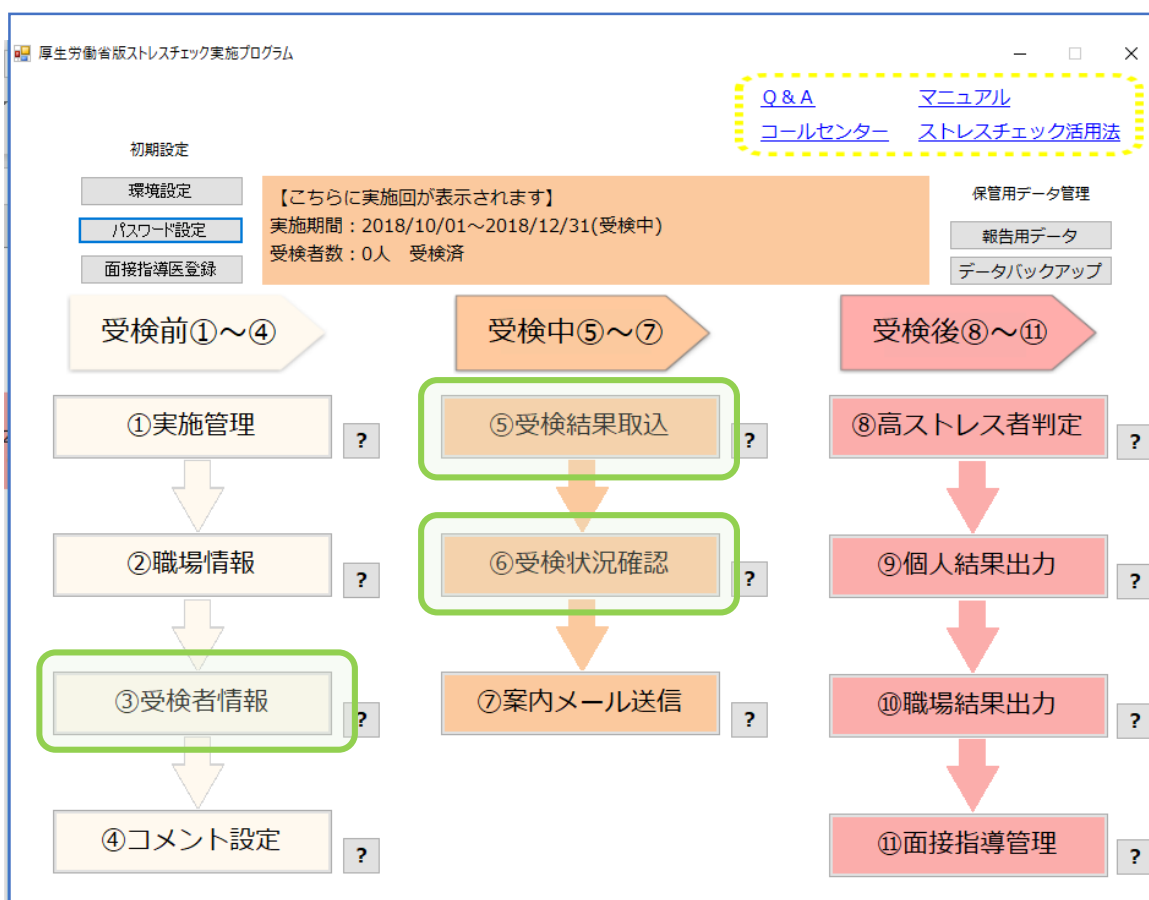 厚生労働省版ストレスチェック実施プログラム
Q & A マニュアル
コールセンター ストレスチェック活用法
初期設定
環境設定
パスワード設定
面接指導医登録
【こちらに実施回が表示されます】
実施期間：2018/10/01～2018/12/31(受検中)
受検者数：0人 受検済
保管用データ管理
報告用データ
データバックアップ
受検前①～④
受検中⑤～⑦
受検後⑧～⑪
①実施管理 ?
⑤受検結果取込 ?
⑧高ストレス者判定 ?
②職場情報 ?
⑥受検状況確認 ?
⑨個人結果出力 ?
③受検者情報 ?
⑦案内メール送信 ?
⑩職場結果出力 ?
④コメント設定 ?
⑪面接指導管理 ?